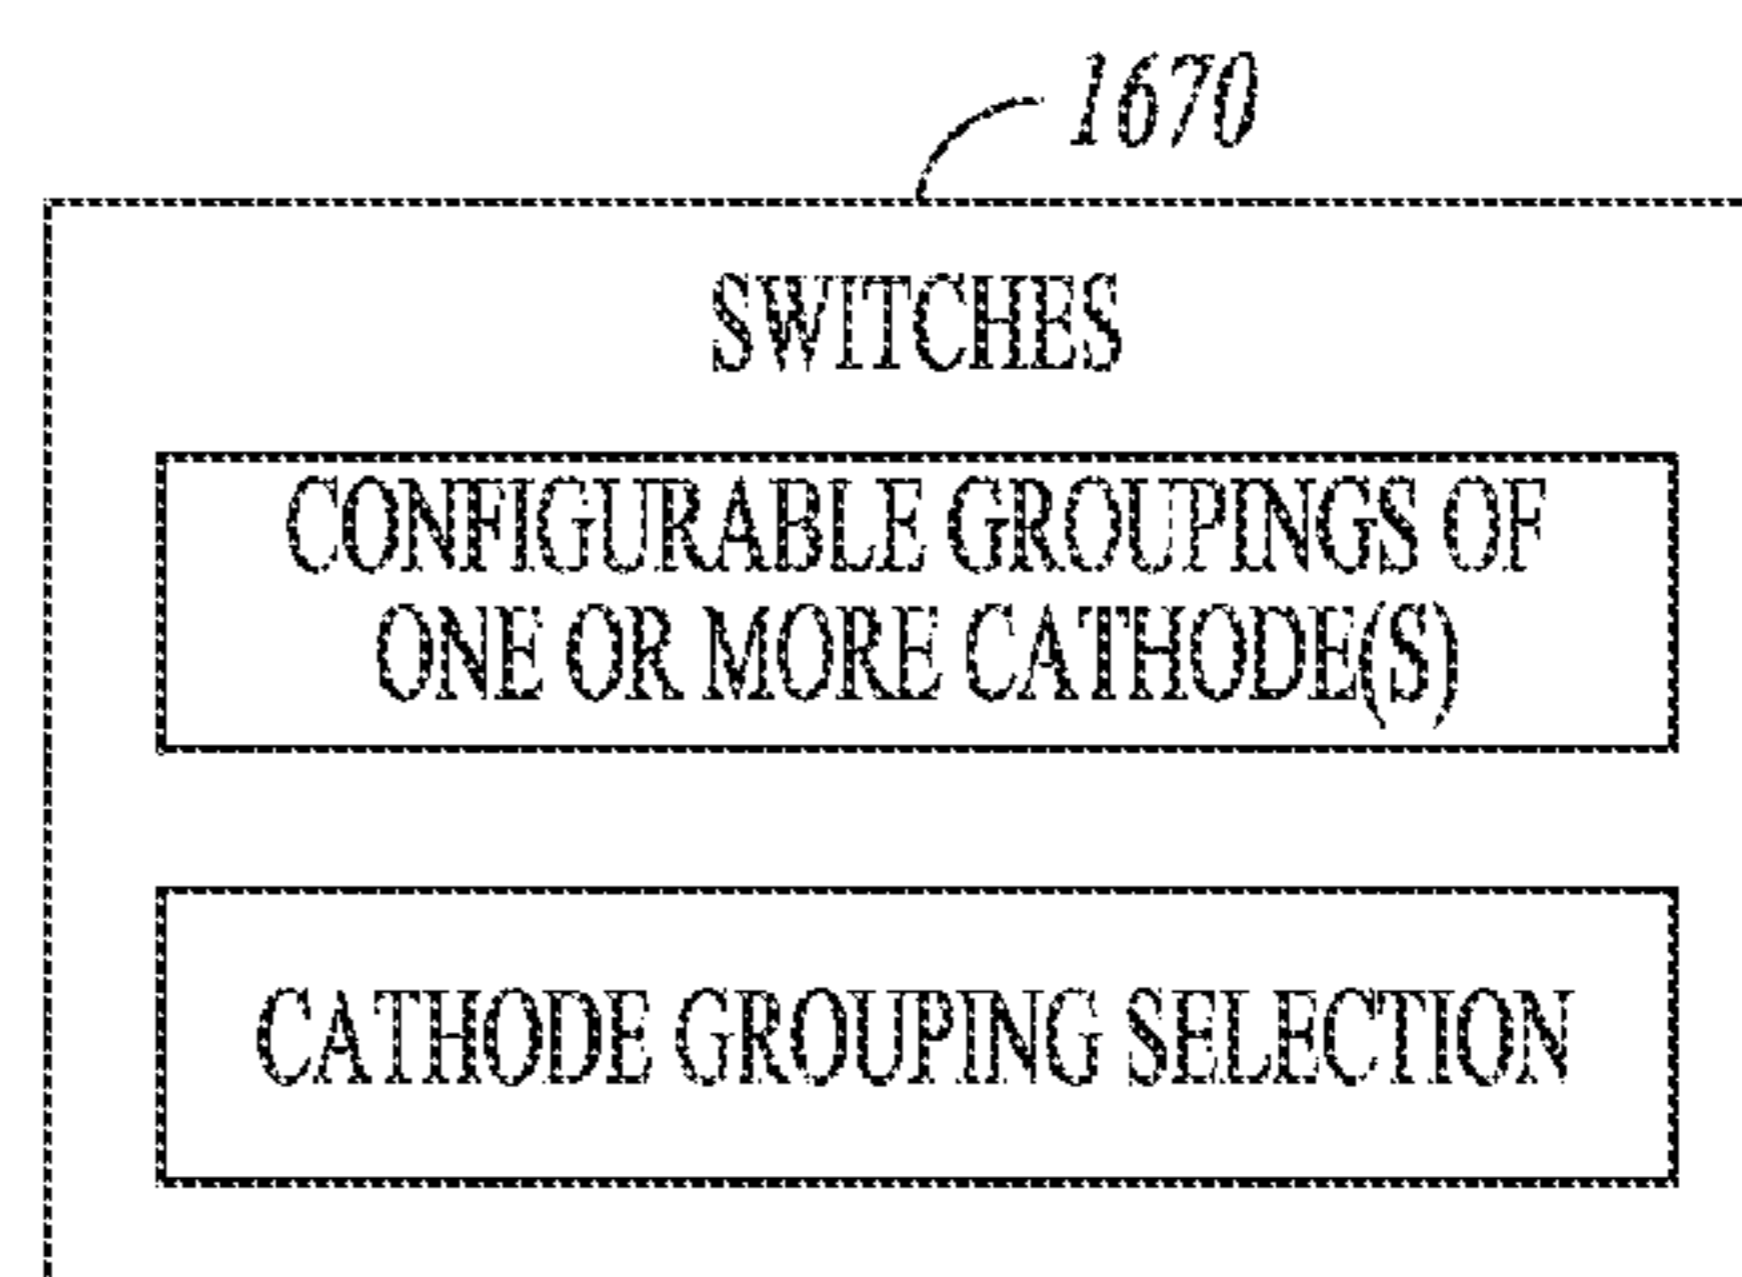 1670
SWITCHES
CONFIGURABLE GROUPINGS OF
ONE OR MORE CATHODE(S)
CATHODE GROUPING SELECTION